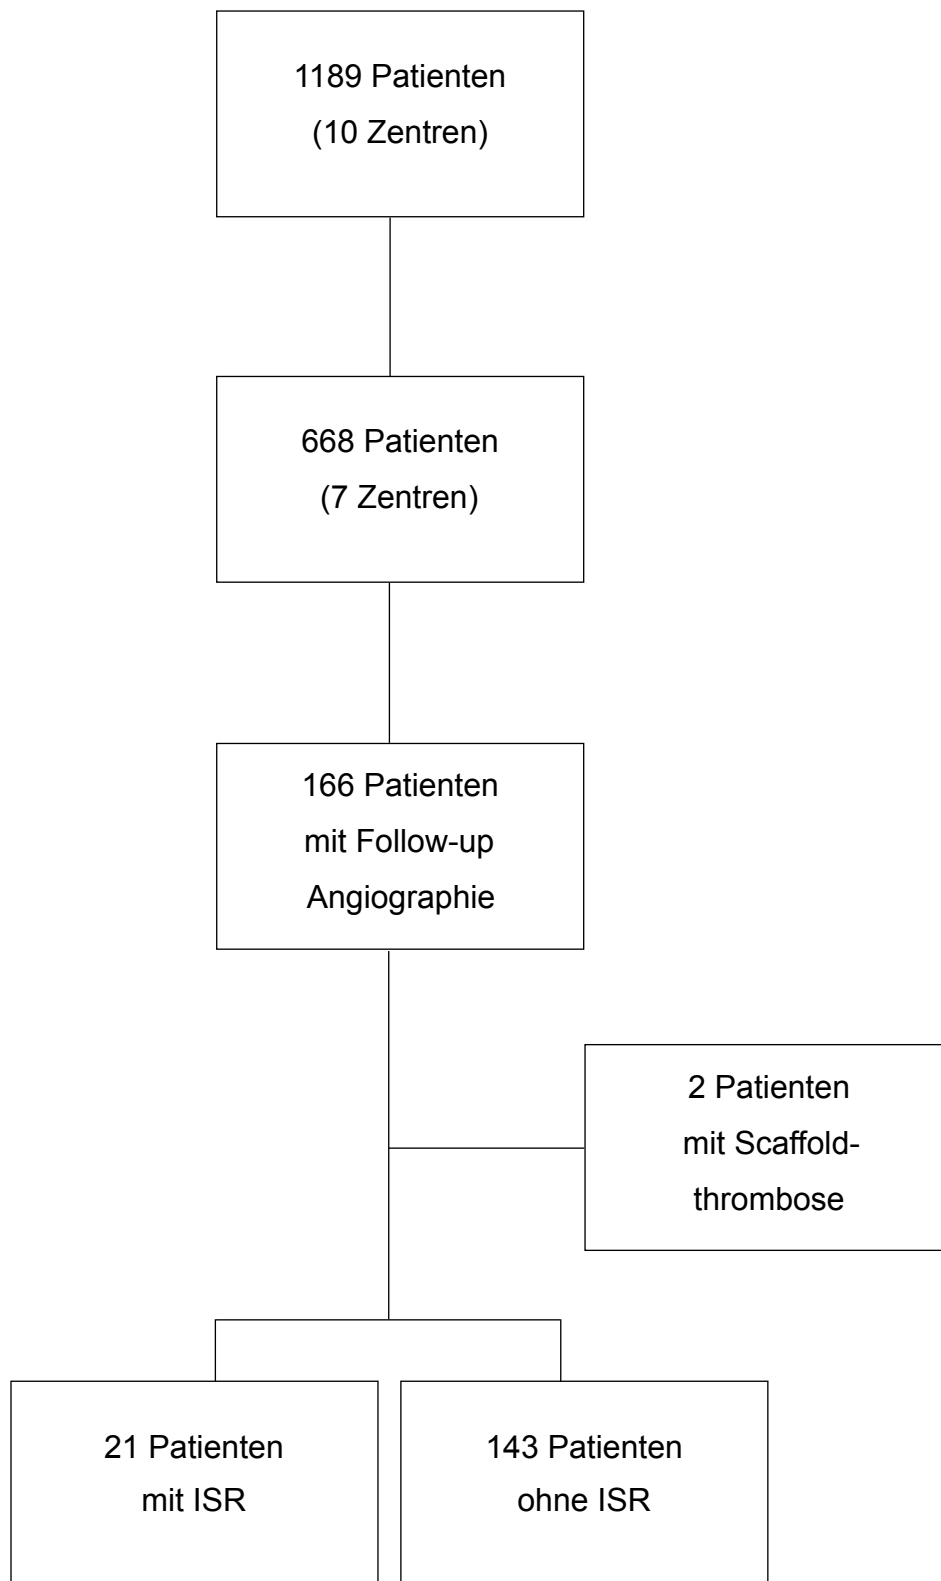 1189 Patienten
(10 Zentren)
668 Patienten
(7 Zentren)
166 Patienten
mit Follow-up
Angiographie
2 Patienten
mit Scaffold-
thrombose
21 Patienten
mit ISR
143 Patienten
ohne ISR